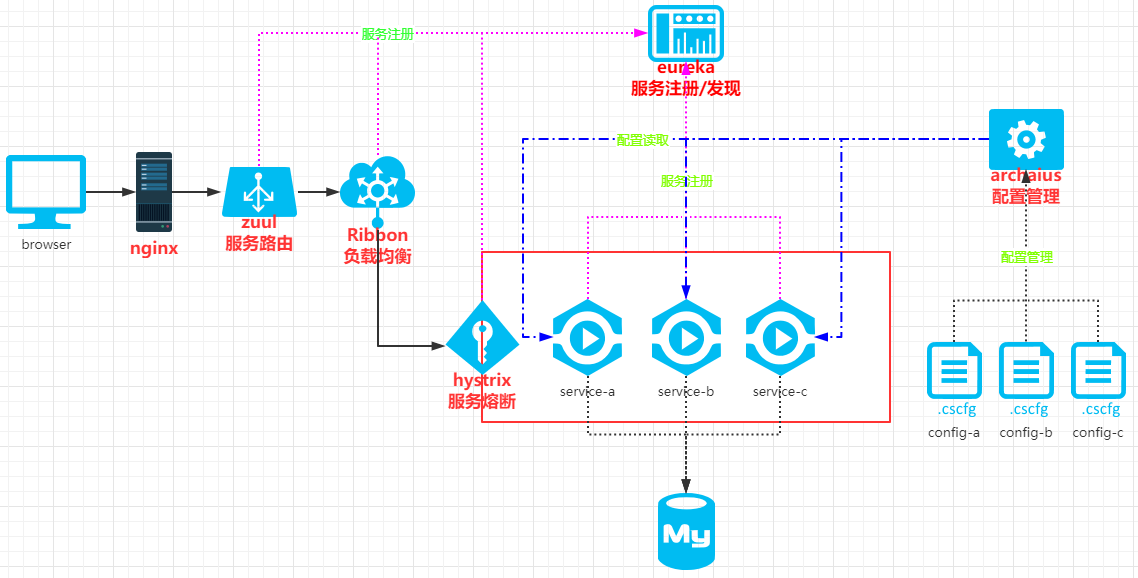 服务注册
eureka
服务注册/发现
配置读取
服务注册
archaius
配置管理
browser
nginx
zuul
服务路由
Ribbon
负载均衡
配置管理
hystrix
服务熔断
service-a
service-b
service-c
.cscfg
.cscfg
.cscfg
config-a
config-b
config-c
My